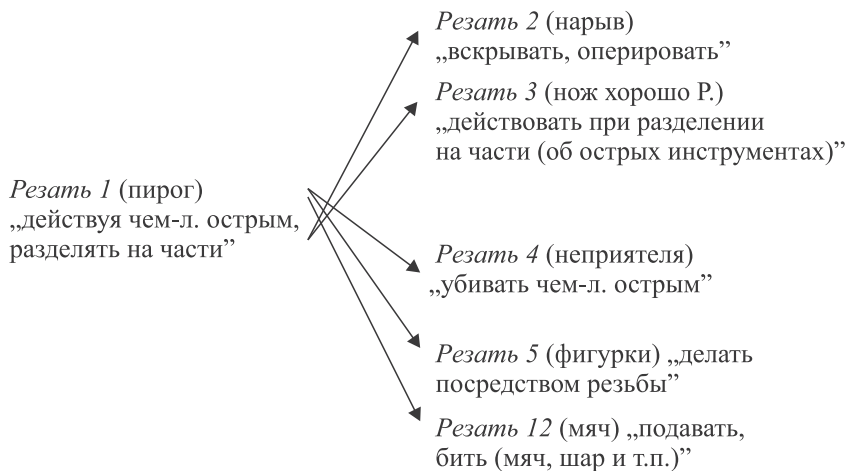 Резать 2 (нарыв)
„вскрывать, оперировать”
Резать 3 (нож хорошо Р.)
„действовать при разделении
на части (об острых инструментах)”
Резать 1 (пирог)
„действуя чем-л. острым,
разделять на части”
Резать 4 (неприятеля)
„убивать чем-л. острым”
Резать 5 (фигурки) „делать
посредством резьбы”
Резать 12 (мяч) „подавать,
бить (мяч, шар и т.п.)”